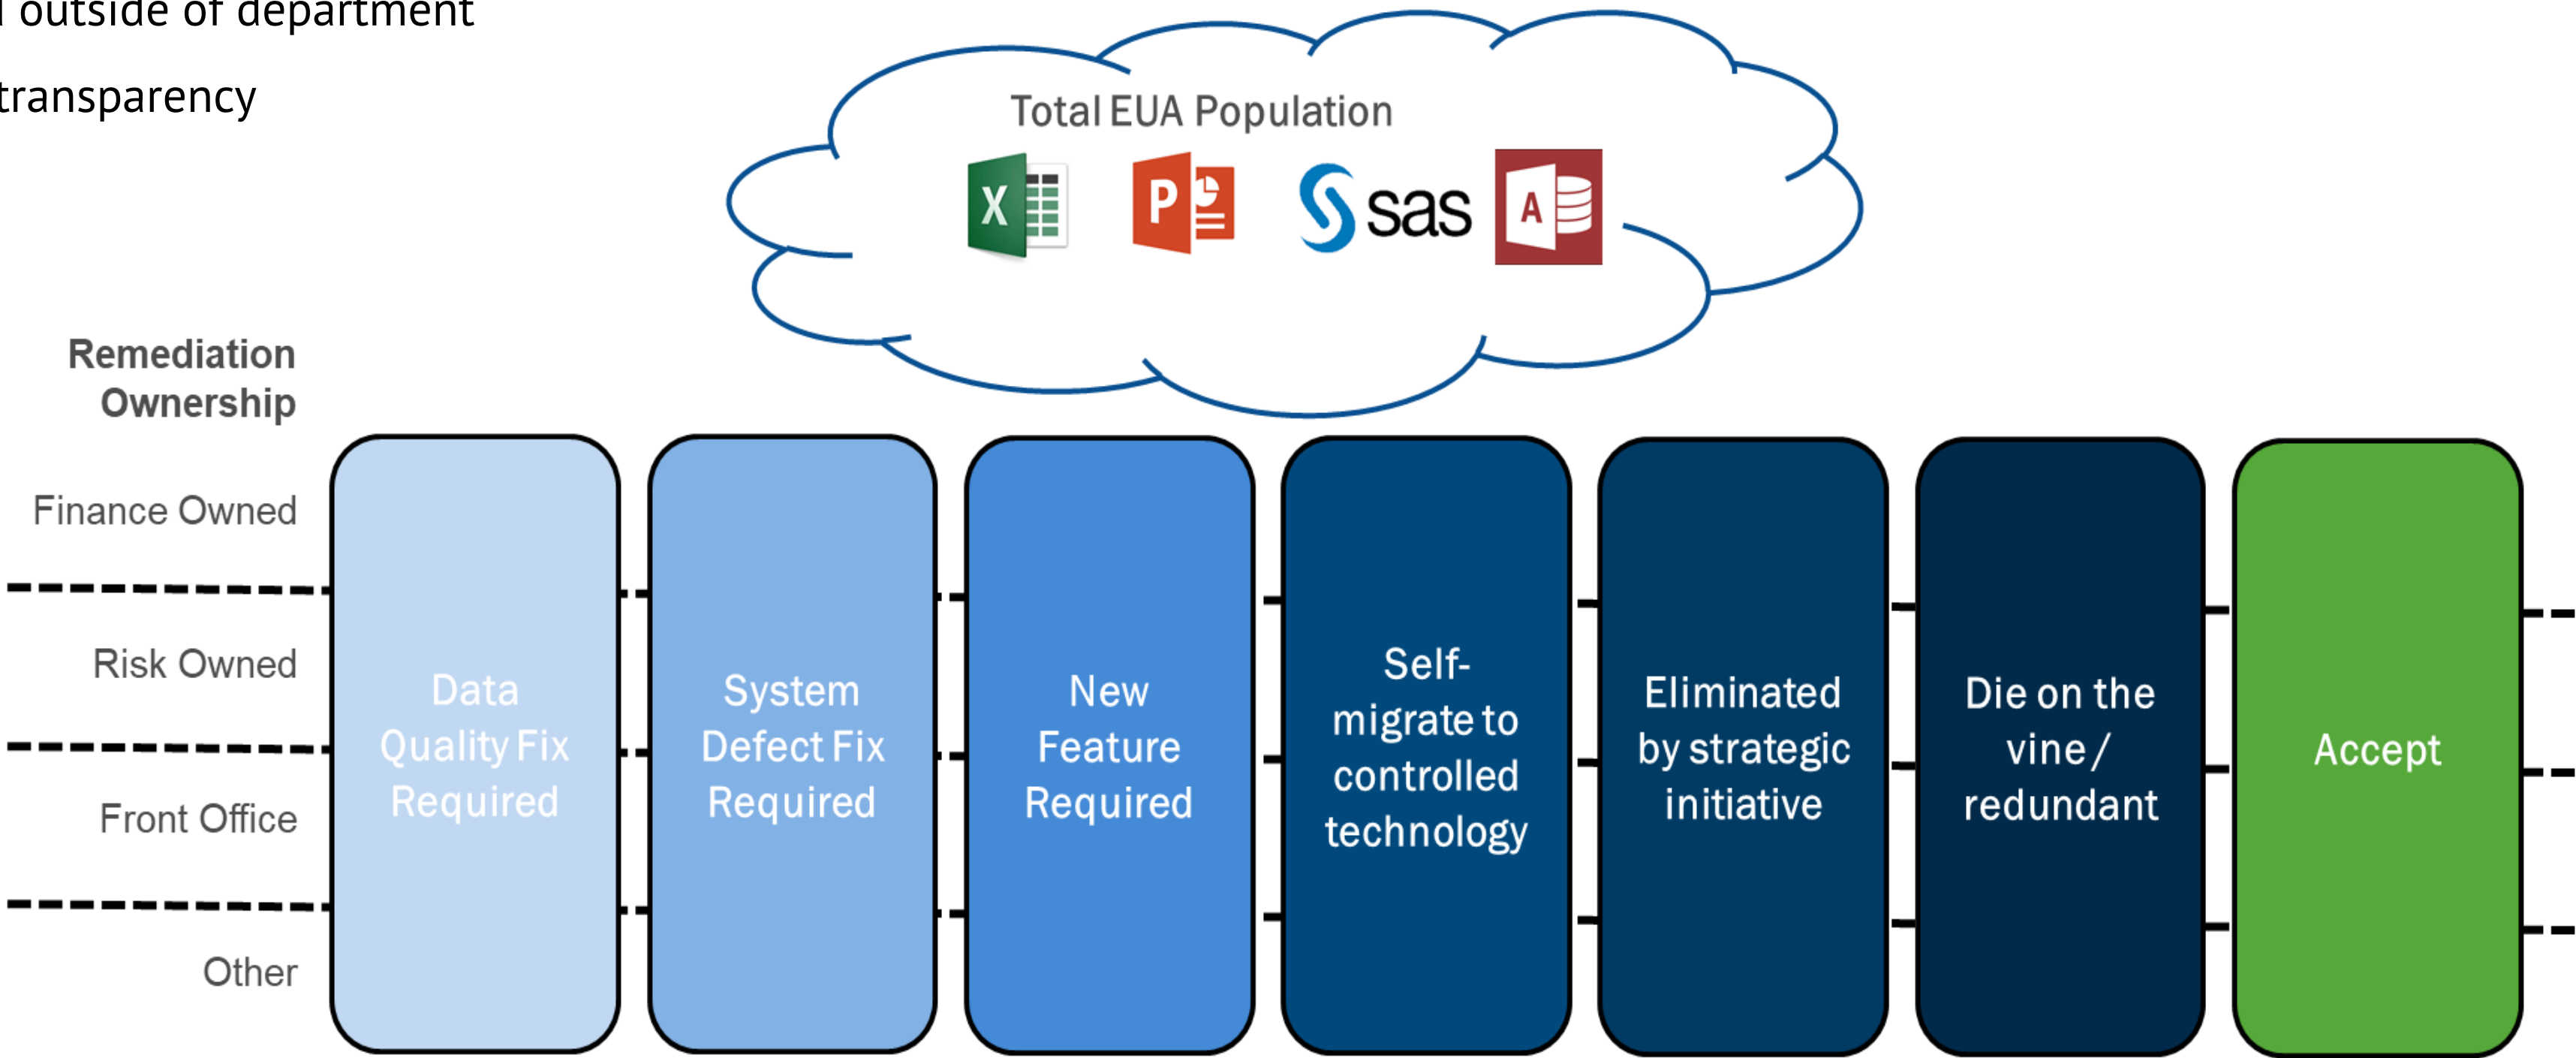 outside of department
transparency
Total EUA Population
X
P
sas
A
Remediation
Ownership
Finance Owned
Risk Owned
Front Office
Other
Data
Quality Fix
Required
System
Defect Fix
Required
New
Feature
Required
Self-
migrate to
controlled
technology
Eliminated
by strategic
initiative
Die on the
vine /
redundant
Accept